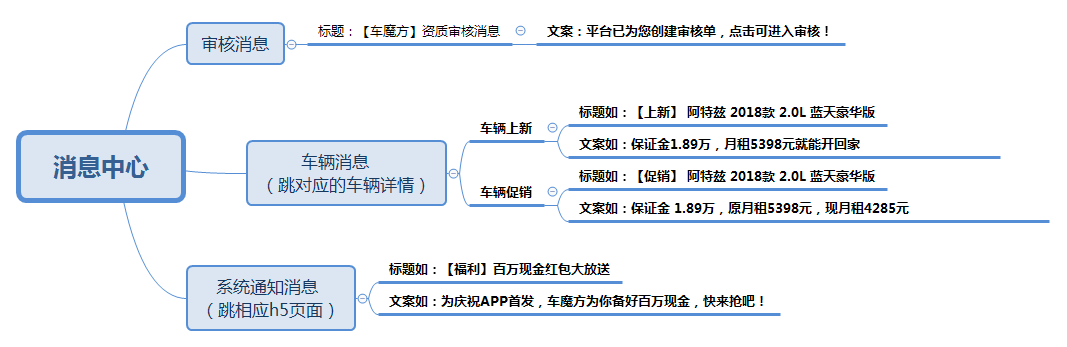 消息中心
审核消息
标题：【车魔方】资质审核消息
文案：平台已为您创建审核单，点击可进入审核！
车辆消息
（跳对应的车辆详情）
车辆上新
标题如：【上新】 阿特兹 2018款 2.0L 蓝天豪华版
文案如：保证金1.89万，月租5398元就能开回家
车辆促销
标题如：【促销】 阿特兹 2018款 2.0L 蓝天豪华版
文案如：保证金 1.89万，原月租5398元，现月租4285元
系统通知消息
（跳相应h5页面）
标题如：【福利】百万现金红包大放送
文案如：为庆祝APP首发，车魔方为你备好百万现金，快来抢吧！